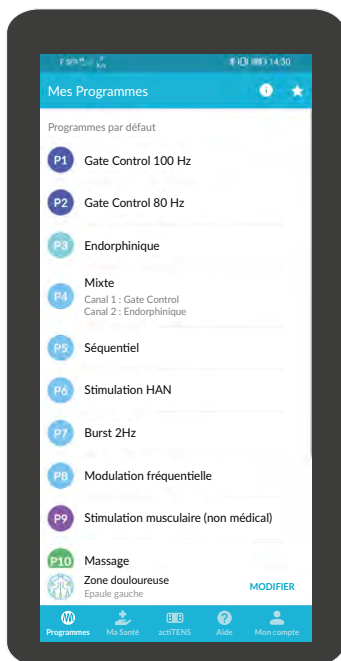 14:30
Mes Programmes
Programmes par défaut
P1 Gate Control 100 Hz
P2 Gate Control 80 Hz
P3 Endorphinique
P4 Mixte
Canal 1 : Gate Control
Canal 2 : Endorphinique
P5 Séquentiel
P6 Stimulation HAN
P7 Burst 2Hz
P8 Modulation fréquentielle
P9 Stimulation musculaire (non médical)
P10 Massage
Zone douloureuse
Epaule gauche
MODIFIER
Programmes Ma Santé actiTENS Aide Mon compte